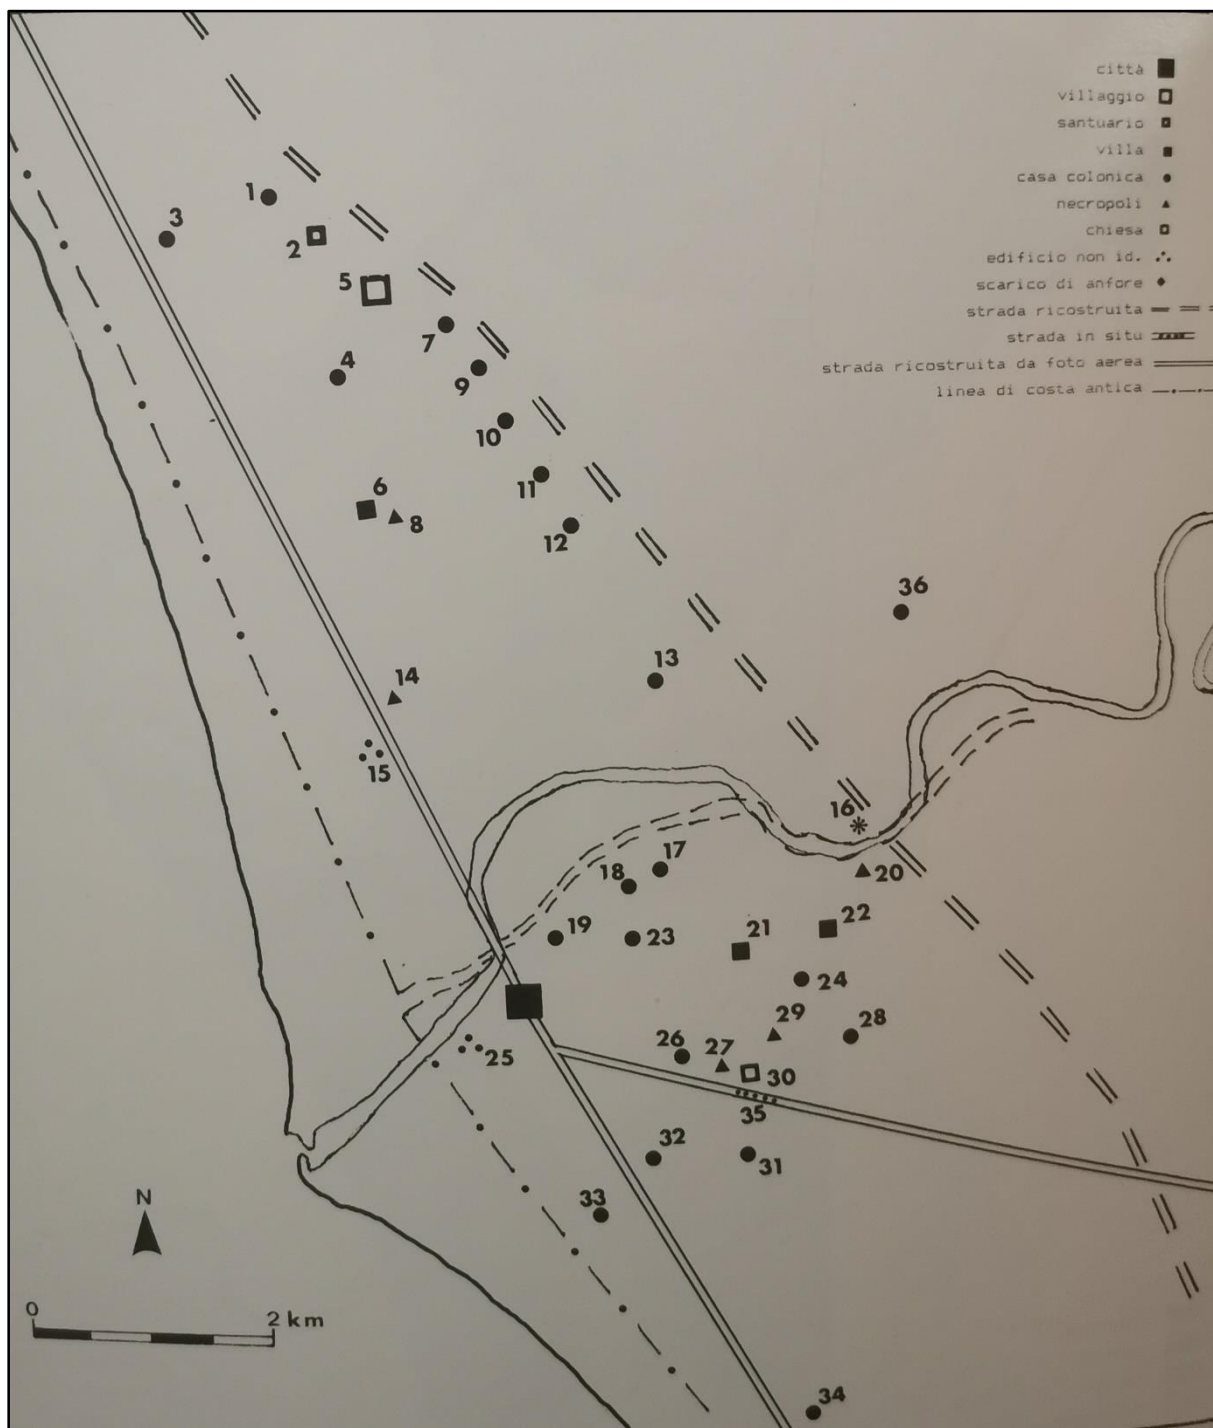 città
villaggio
santuario
villa
casa colonica
necropoli
chiesa
edificio non id.
scarico di anfore
strada ricostruita
strada in situ
strada ricostruita da foto aerea
linea di costa antica
1
3
2
5
7
4
9
10
11
6
8
12
36
13
14
15
16
17
18
20
19
23
21
22
24
29
28
25
26
27
30
35
32
31
N
33
0
2 km
34